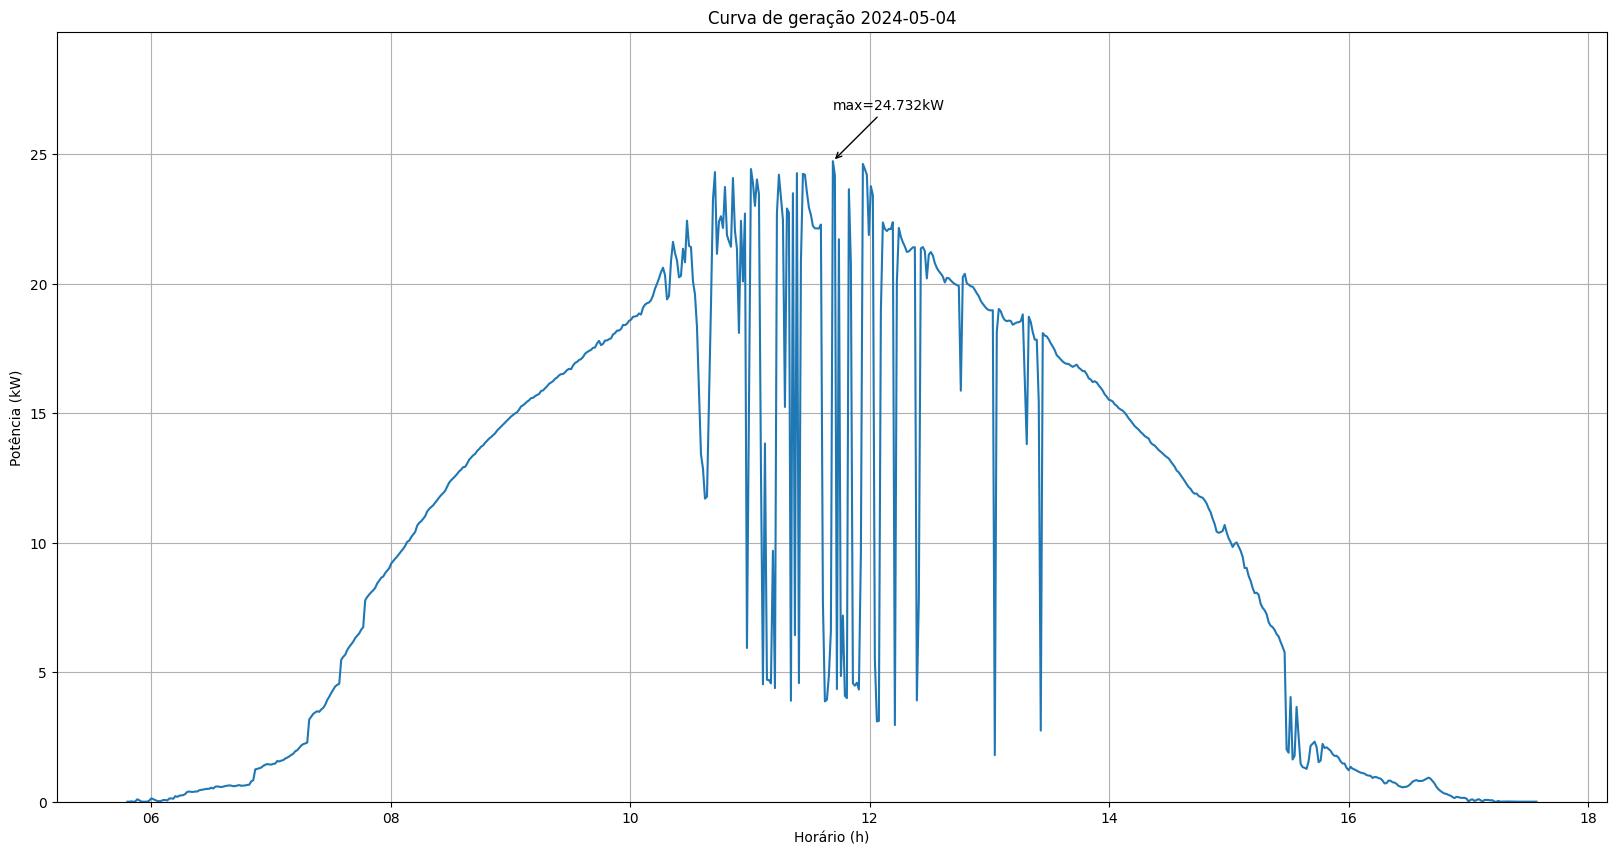 Curva de geração 2024-05-04
max=24.732kW
Potência (kW)
25
20
15
10
5
0
06 08 10 12 14 16 18
Horário (h)